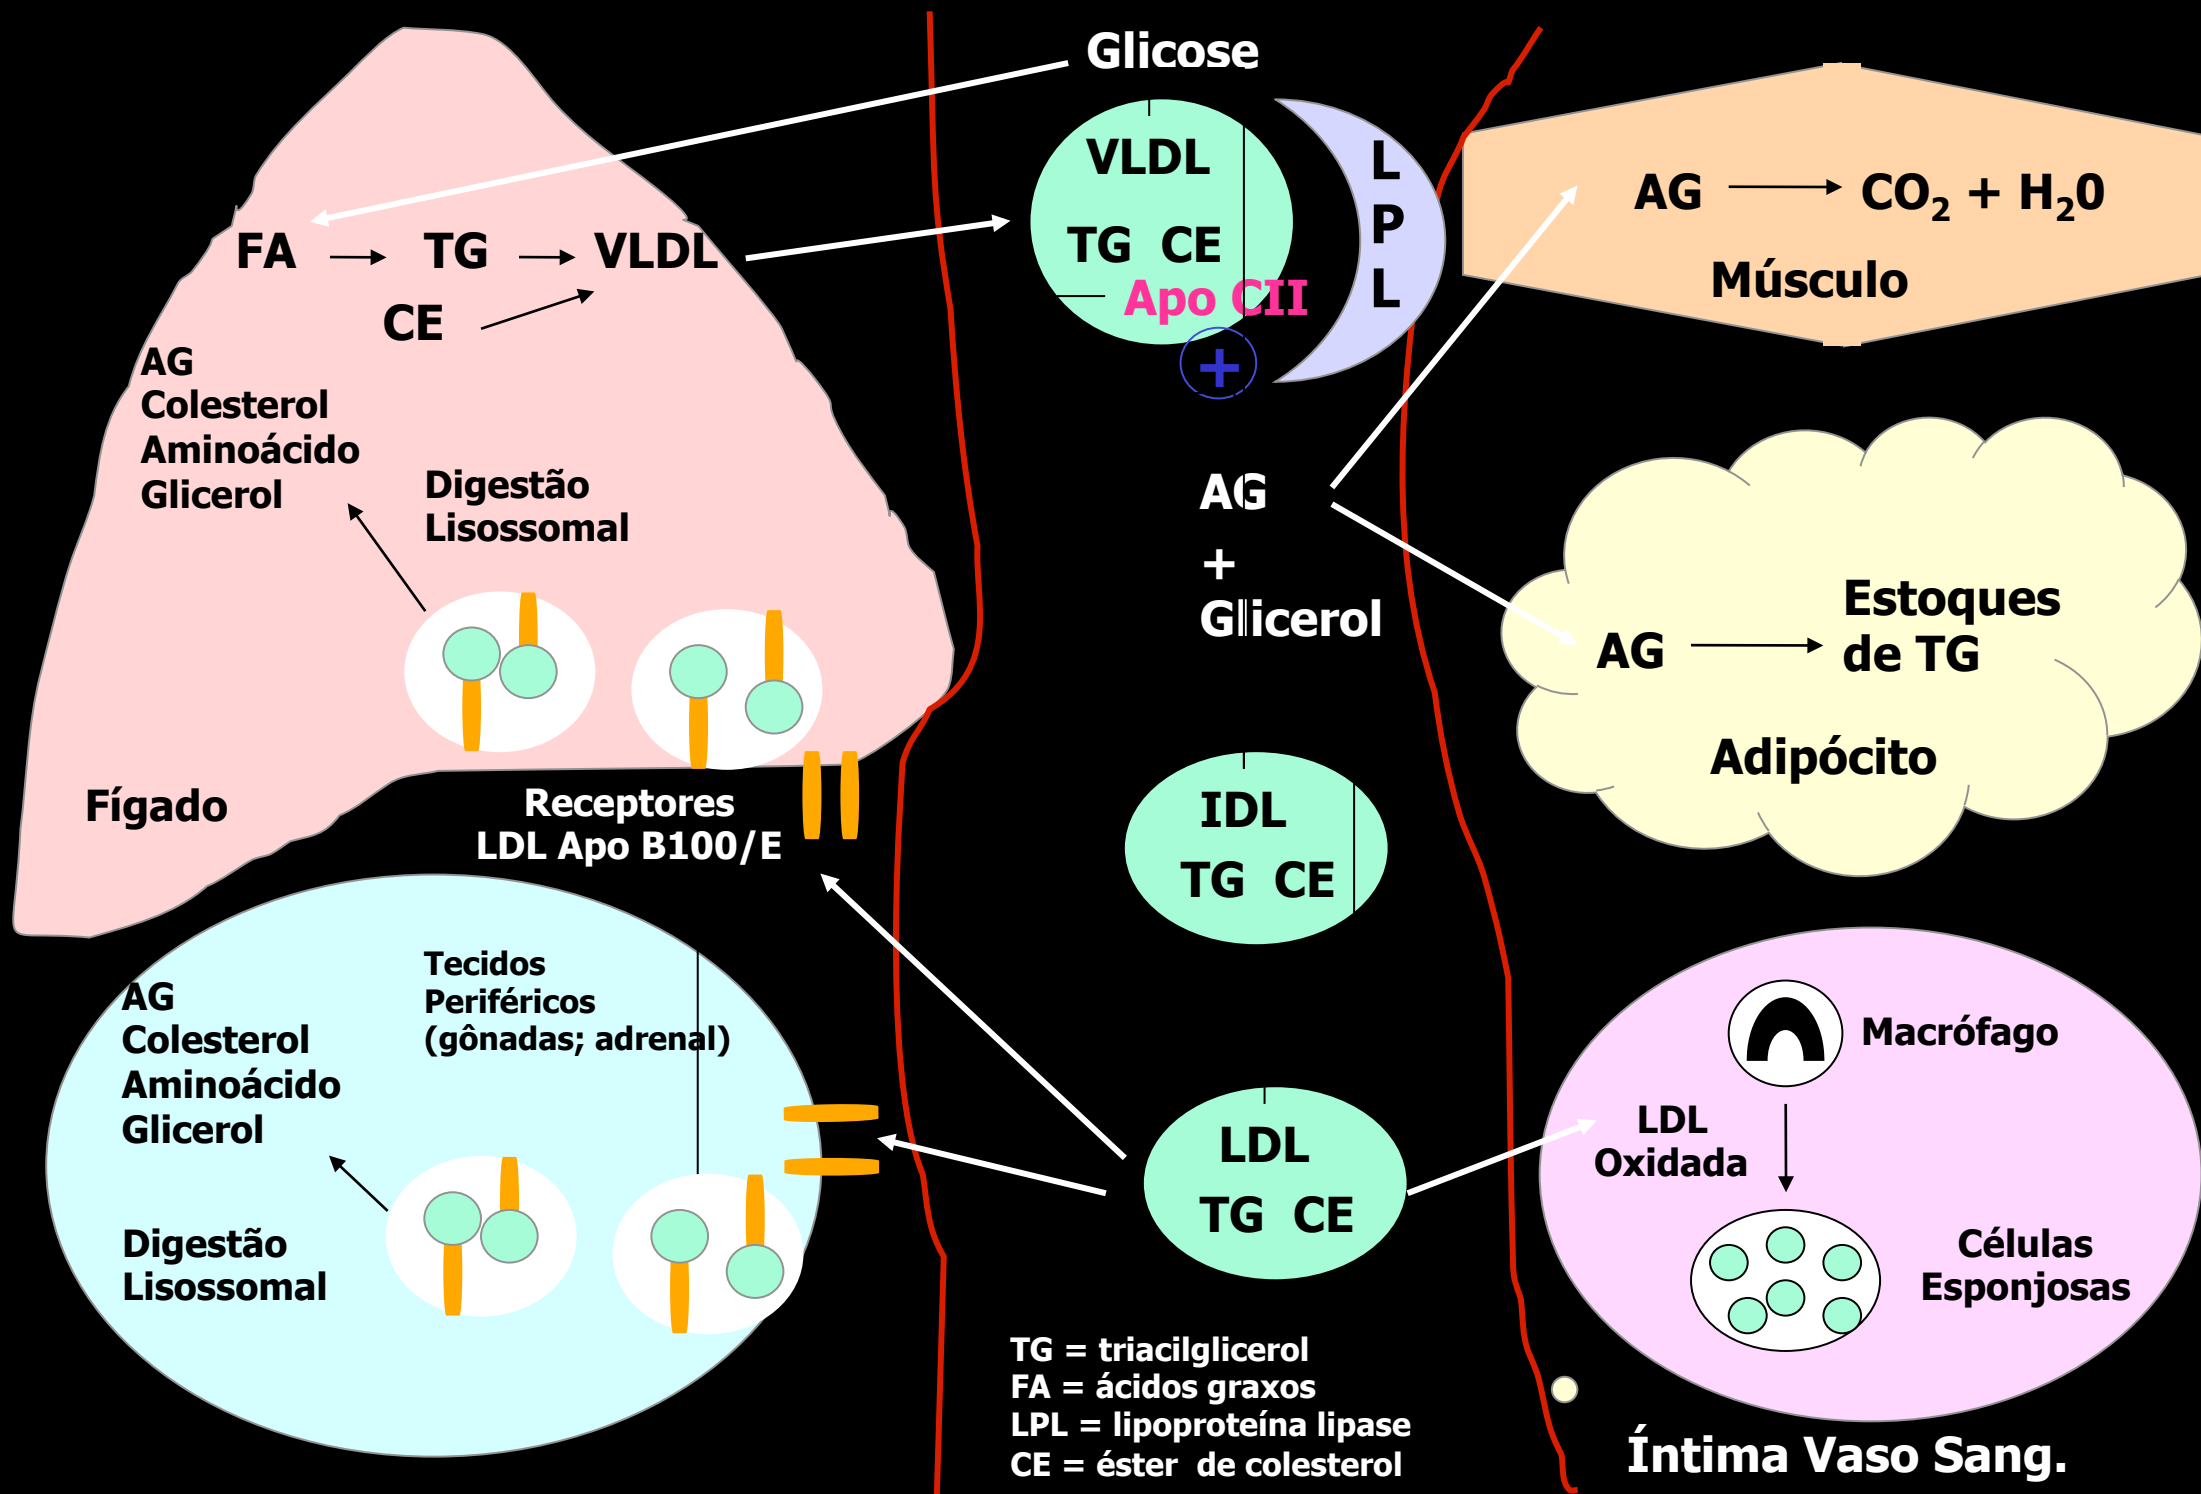 Glicose
FA
TG
VLDL
CE
AG
Colesterol
Aminoácido
Glicerol
Digestão
Lisossomal
Fígado
Receptores
LDL Apo B100/E
Tecidos
Periféricos
(gônadas; adrenal)
AG
Colesterol
Aminoácido
Glicerol
Digestão
Lisossomal
VLDL
TG CE
Apo CII
+
L
P
L
AG
+
Glicerol
IDL
TG CE
LDL
TG CE
TG = triacilglicerol
FA = ácidos graxos
LPL = lipoproteína lipase
CE = éster de colesterol
AG
CO2 + H20
Músculo
AG
Estoques
de TG
Adipócito
Macrófago
LDL
Oxidada
Células
Esponjosas
Íntima Vaso Sang.